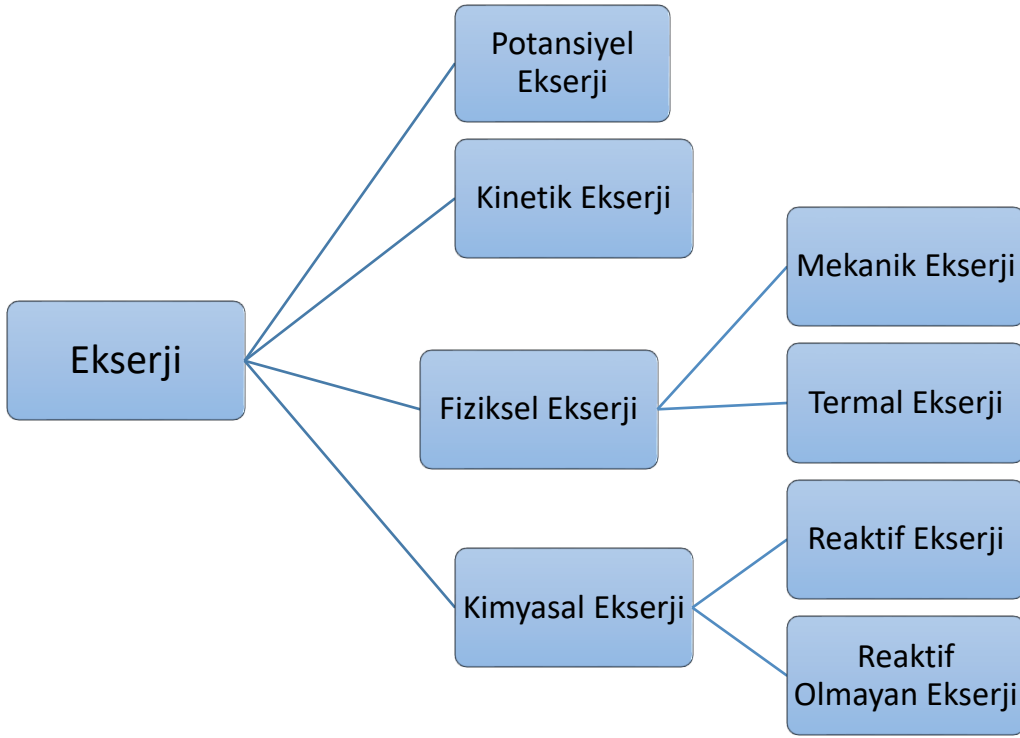 Potansiyel
Ekserji
Kinetik Ekserji
Mekanik Ekserji
Ekserji
Fiziksel Ekserji
Termal Ekserji
Reaktif Ekserji
Kimyasal Ekserji
Reaktif
Olmayan Ekserji